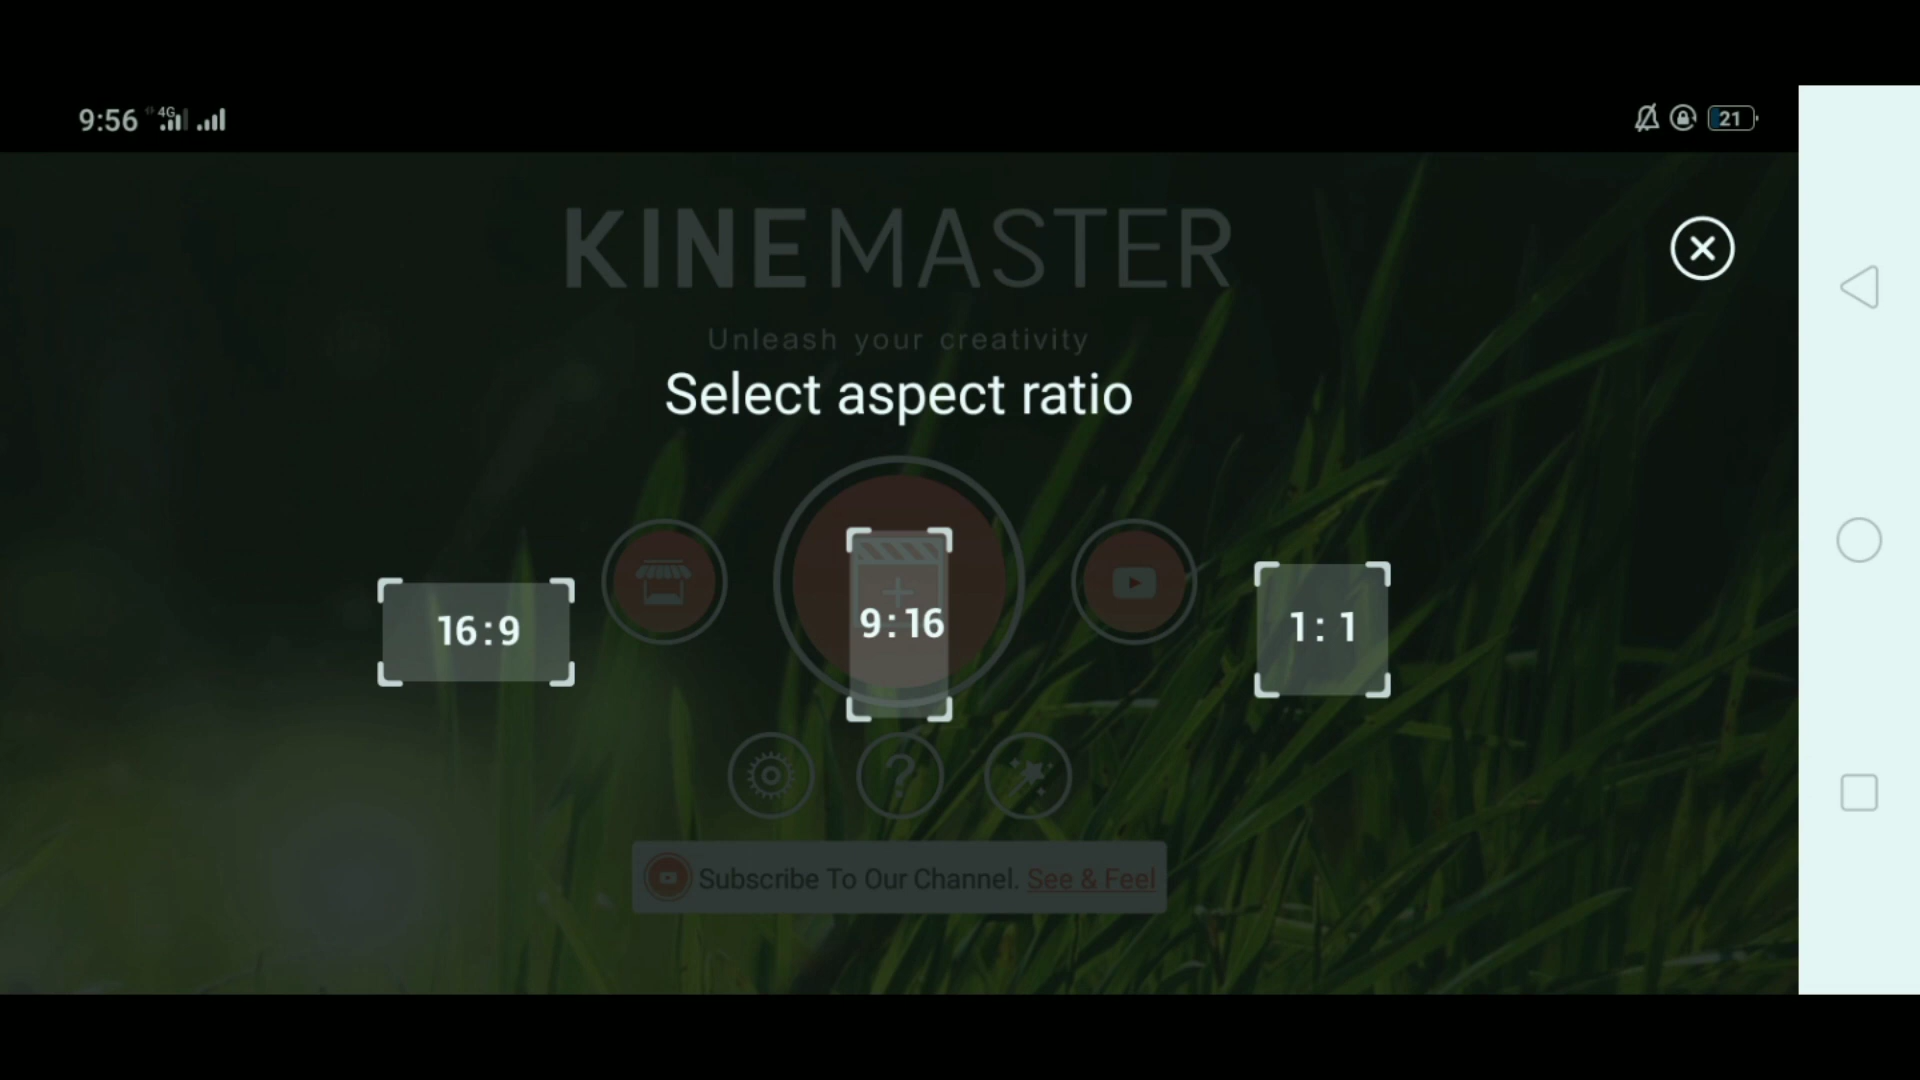 9:56 4G 21
KINEMASTER
Unleash your creativity
Select aspect ratio
16:9 9:16 1:1
?
Subscribe To Our Channel. See & Feel